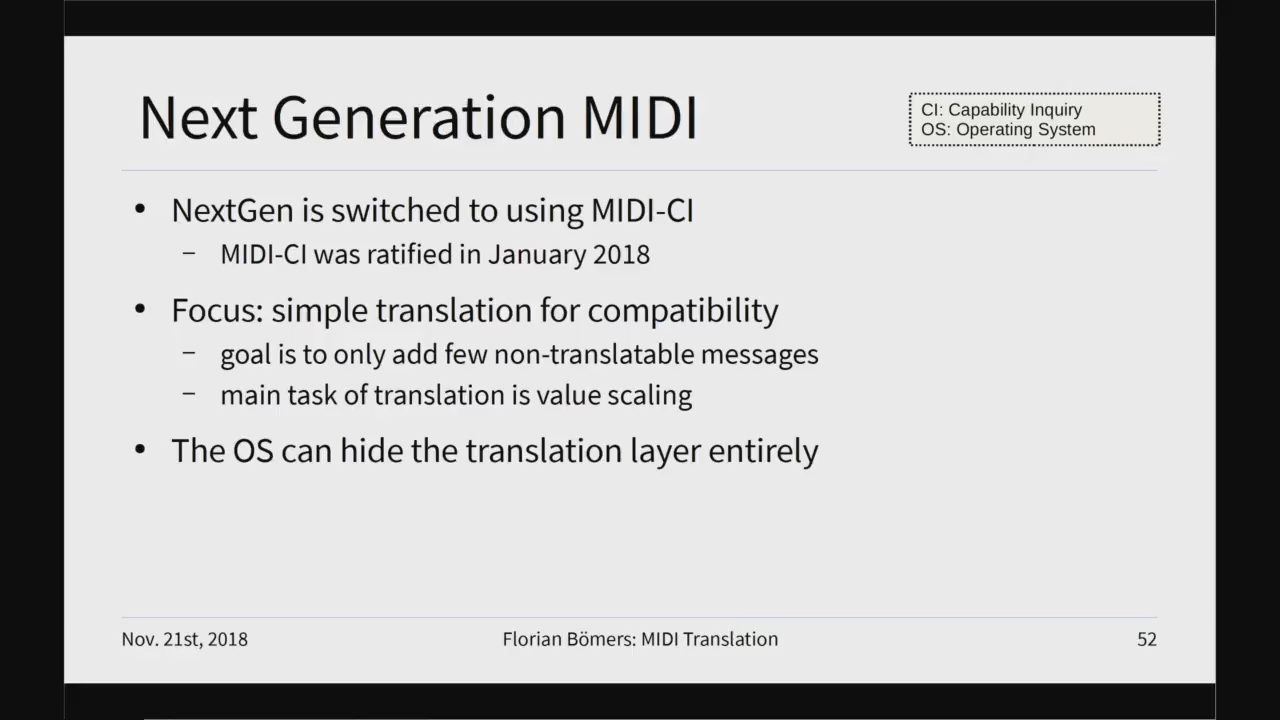 Next Generation MIDI
CI: Capability Inquiry
OS: Operating System
• NextGen is switched to using MIDI-CI
– MIDI-CI was ratified in January 2018
• Focus: simple translation for compatibility
– goal is to only add few non-translatable messages
– main task of translation is value scaling
• The OS can hide the translation layer entirely
Nov. 21st, 2018
Florian Bömers: MIDI Translation
52